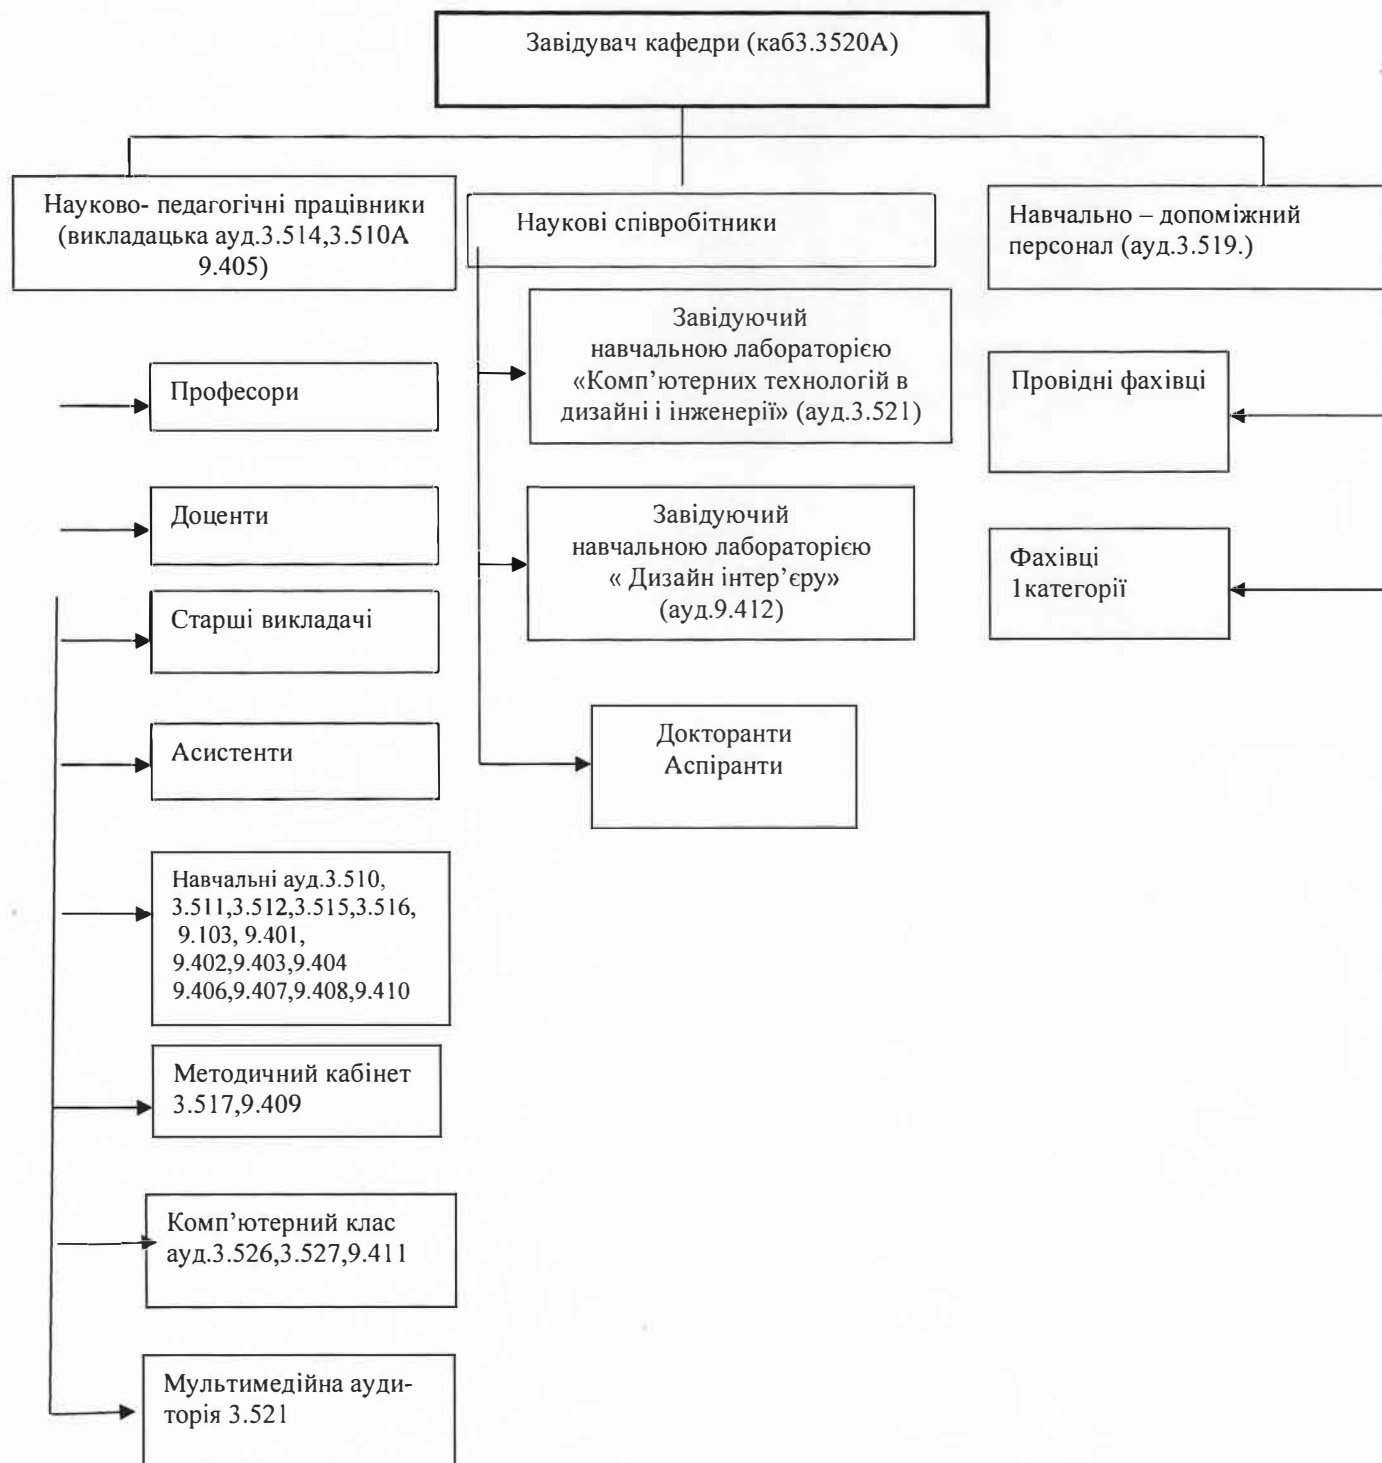 Завідувач кафедри (каб3.3520А)
Науково- педагогічні працівники
(викладацька ауд.3.514,3.510А
9.405)
Наукові співробітники
Навчально – допоміжний
персонал (ауд.3.519.)
Професори
Доценти
Старші викладачі
Асистенти
Навчальні ауд.3.510,
3.511,3.512,3.515,3.516,
9.103, 9.401,
9.402,9.403,9.404
9.406,9.407,9.408,9.410
Методичний кабінет
3.517,9.409
Комп’ютерний клас
ауд.3.526,3.527,9.411
Мультимедійна ауди-
торія 3.521
Завідуючий
навчальною лабораторією
«Комп’ютерних технологій в
дизайні і інженерії» (ауд.3.521)
Завідуючий
навчальною лабораторією
« Дизайн інтер’єру»
(ауд.9.412)
Докторанти
Аспіранти
Провідні фахівці
Фахівці
1категорії